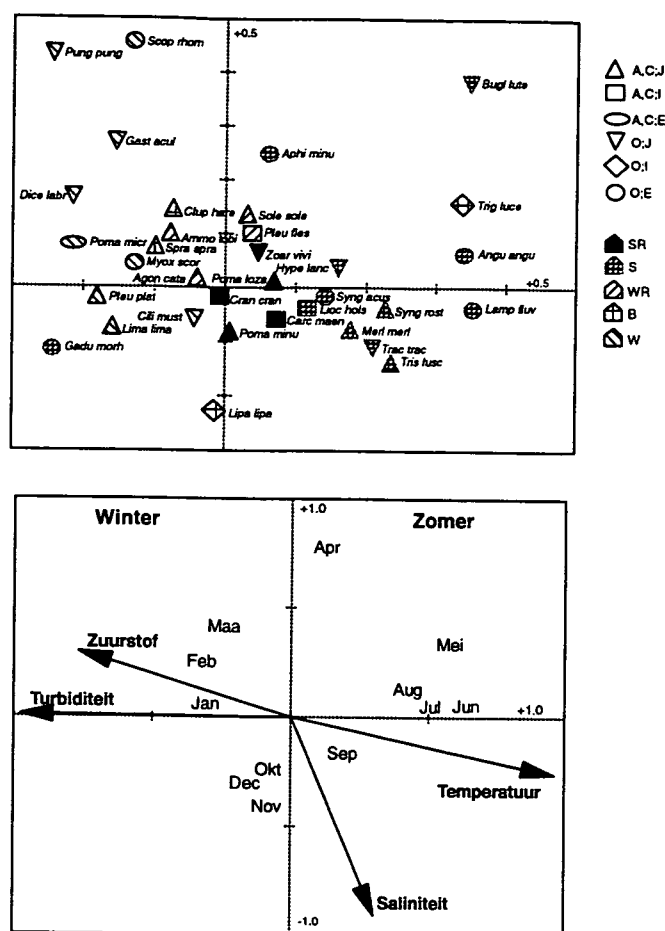 +0.5
Pung pung
Scop rhom
Bugl lute
Gast acul
Aphi minu
Dice labr
Clup hare
Sole sole
Trig luce
Pleu fles
Poma micr
Spra spra
Zoar vivi
Angu angu
Myox scor
Hype lanc
Agon cata
Poma loza
+0.5
Pleu plat
Cran cran
Syng acus
Lioc hols
Syng rost
Lamp fluv
Cili must
Carc maen
Lima lima
Poma minu
Merl merl
Gadu morh
Trac trac
Tris lusc
Lipa lipa
A,C;J
A,C;I
A,C;E
O;J
O;I
O;E
SR
S
WR
B
W
Winter
+1.0
Zomer
Apr
Maa
Zuurstof
Mei
Feb
Turbiditeit
Jan
Aug
Jul
Jun
+1.0
Sep
Okt
Dec
Temperatuur
Nov
Saliniteit
-1.0